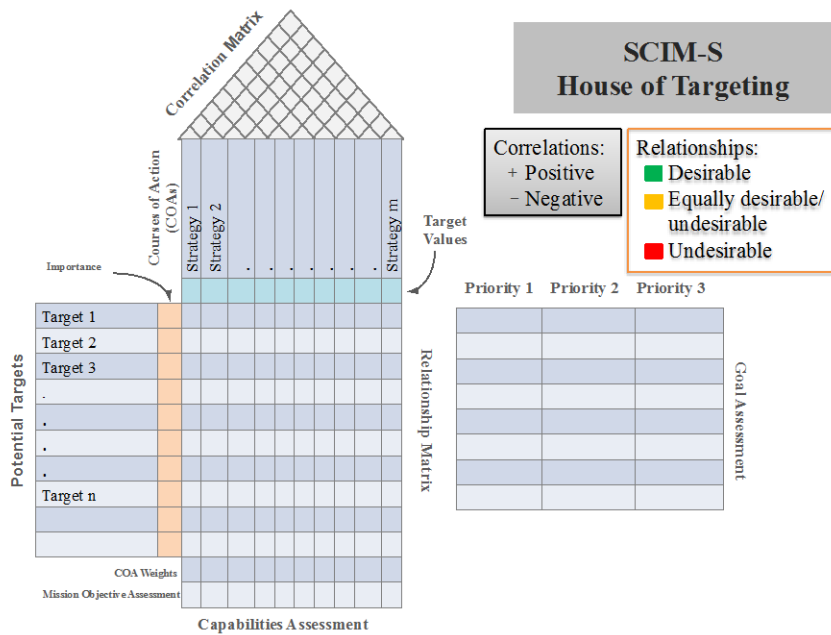 SCIM-S
House of Targeting
Correlation Matrix
Correlations:
+ Positive
− Negative
Relationships:
Desirable
Equally desirable/
undesirable
Undesirable
Courses of Action
(COAs)
Strategy 1
Strategy 2
.
.
.
.
.
.
Strategy m
Target
Values
Importance
Priority 1 Priority 2 Priority 3
Potential Targets
Target 1
Target 2
Target 3
.
.
.
.
Target n
Relationship Matrix
Goal Assessment
COA Weights
Mission Objective Assessment
Capabilities Assessment